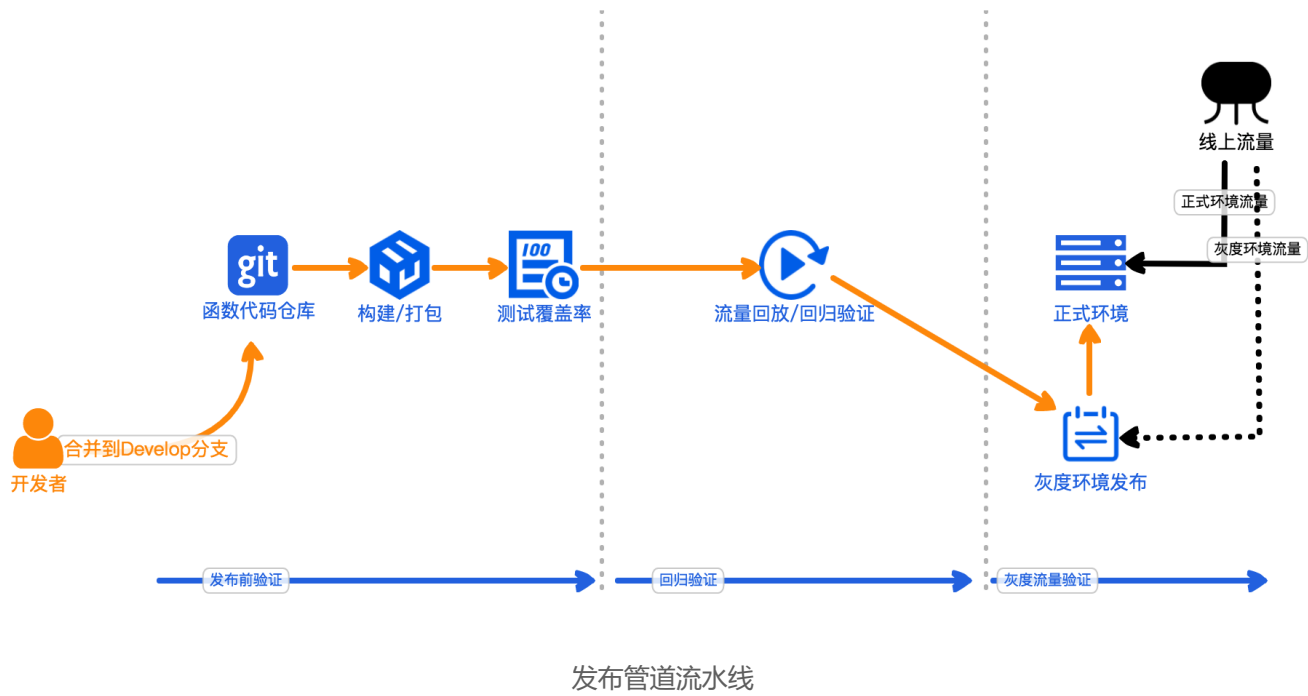 线上流量
正式环境流量
灰度环境流量
git
100
函数代码仓库
构建/打包
测试覆盖率
流量回放/回归验证
正式环境
合并到Develop分支
开发者
灰度环境发布
发布前验证
回归验证
灰度流量验证
发布管道流水线